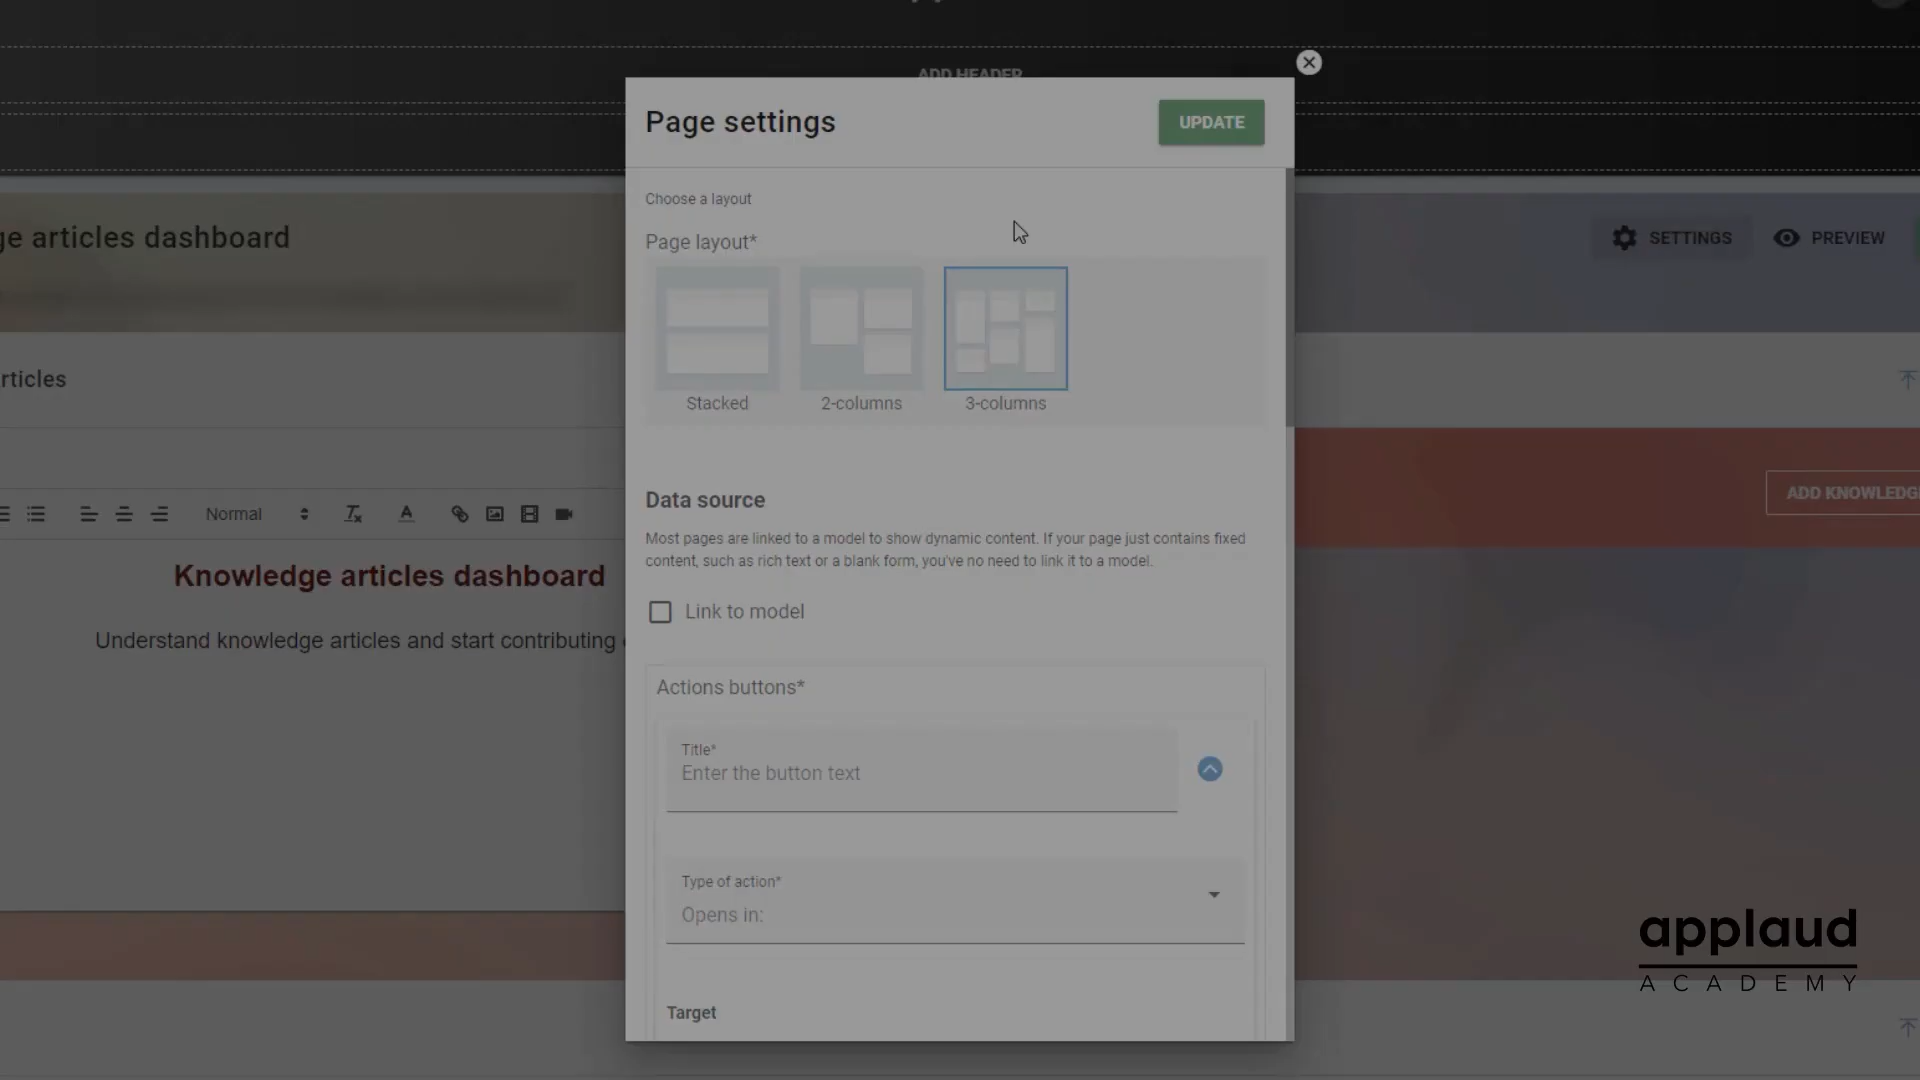 ADD HEADER
Page settings
UPDATE
Choose a layout
ge articles dashboard
SETTINGS
PREVIEW
Page layout*
Stacked
2-columns
3-columns
rticles
Data source
ADD KNOWLEDG
Normal
Most pages are linked to a model to show dynamic content. If your page just contains fixed
content, such as rich text or a blank form, you've no need to link it to a model.
Knowledge articles dashboard
Link to model
Understand knowledge articles and start contributing
Actions buttons*
Title*
Enter the button text
Type of action*
Opens in:
applaud
ACADEMY
Target